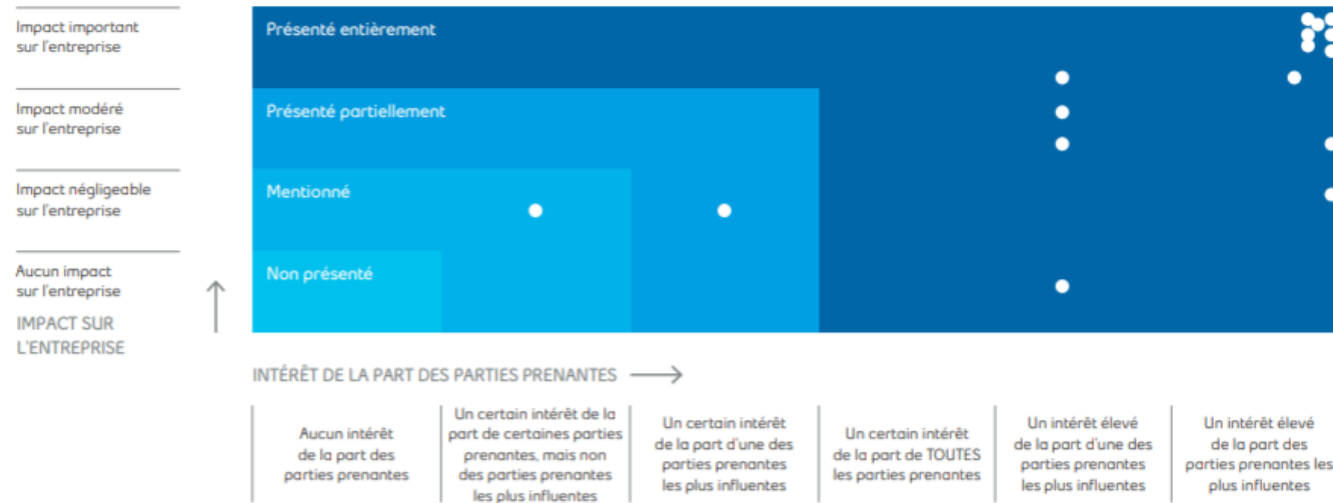 Impact important
sur l'entreprise
Présenté entièrement
Impact modéré
sur l'entreprise
Présenté partiellement
Impact négligeable
sur l'entreprise
Mentionné
Aucun impact
sur l'entreprise
Non présenté
IMPACT SUR
L'ENTREPRISE
INTÉRÊT DE LA PART DES PARTIES PRENANTES
Aucun intérêt
de la part des
parties prenantes
Un certain intérêt de la
part de certaines parties
prenantes, mais non
des parties prenantes
les plus influentes
Un certain intérêt
de la part d'une des
parties prenantes
les plus influentes
Un certain intérêt
de la part de TOUTES
les parties prenantes
Un intérêt élevé
de la part d'une des
parties prenantes
les plus influentes
Un intérêt élevé
de la part des
parties prenantes les
plus influentes